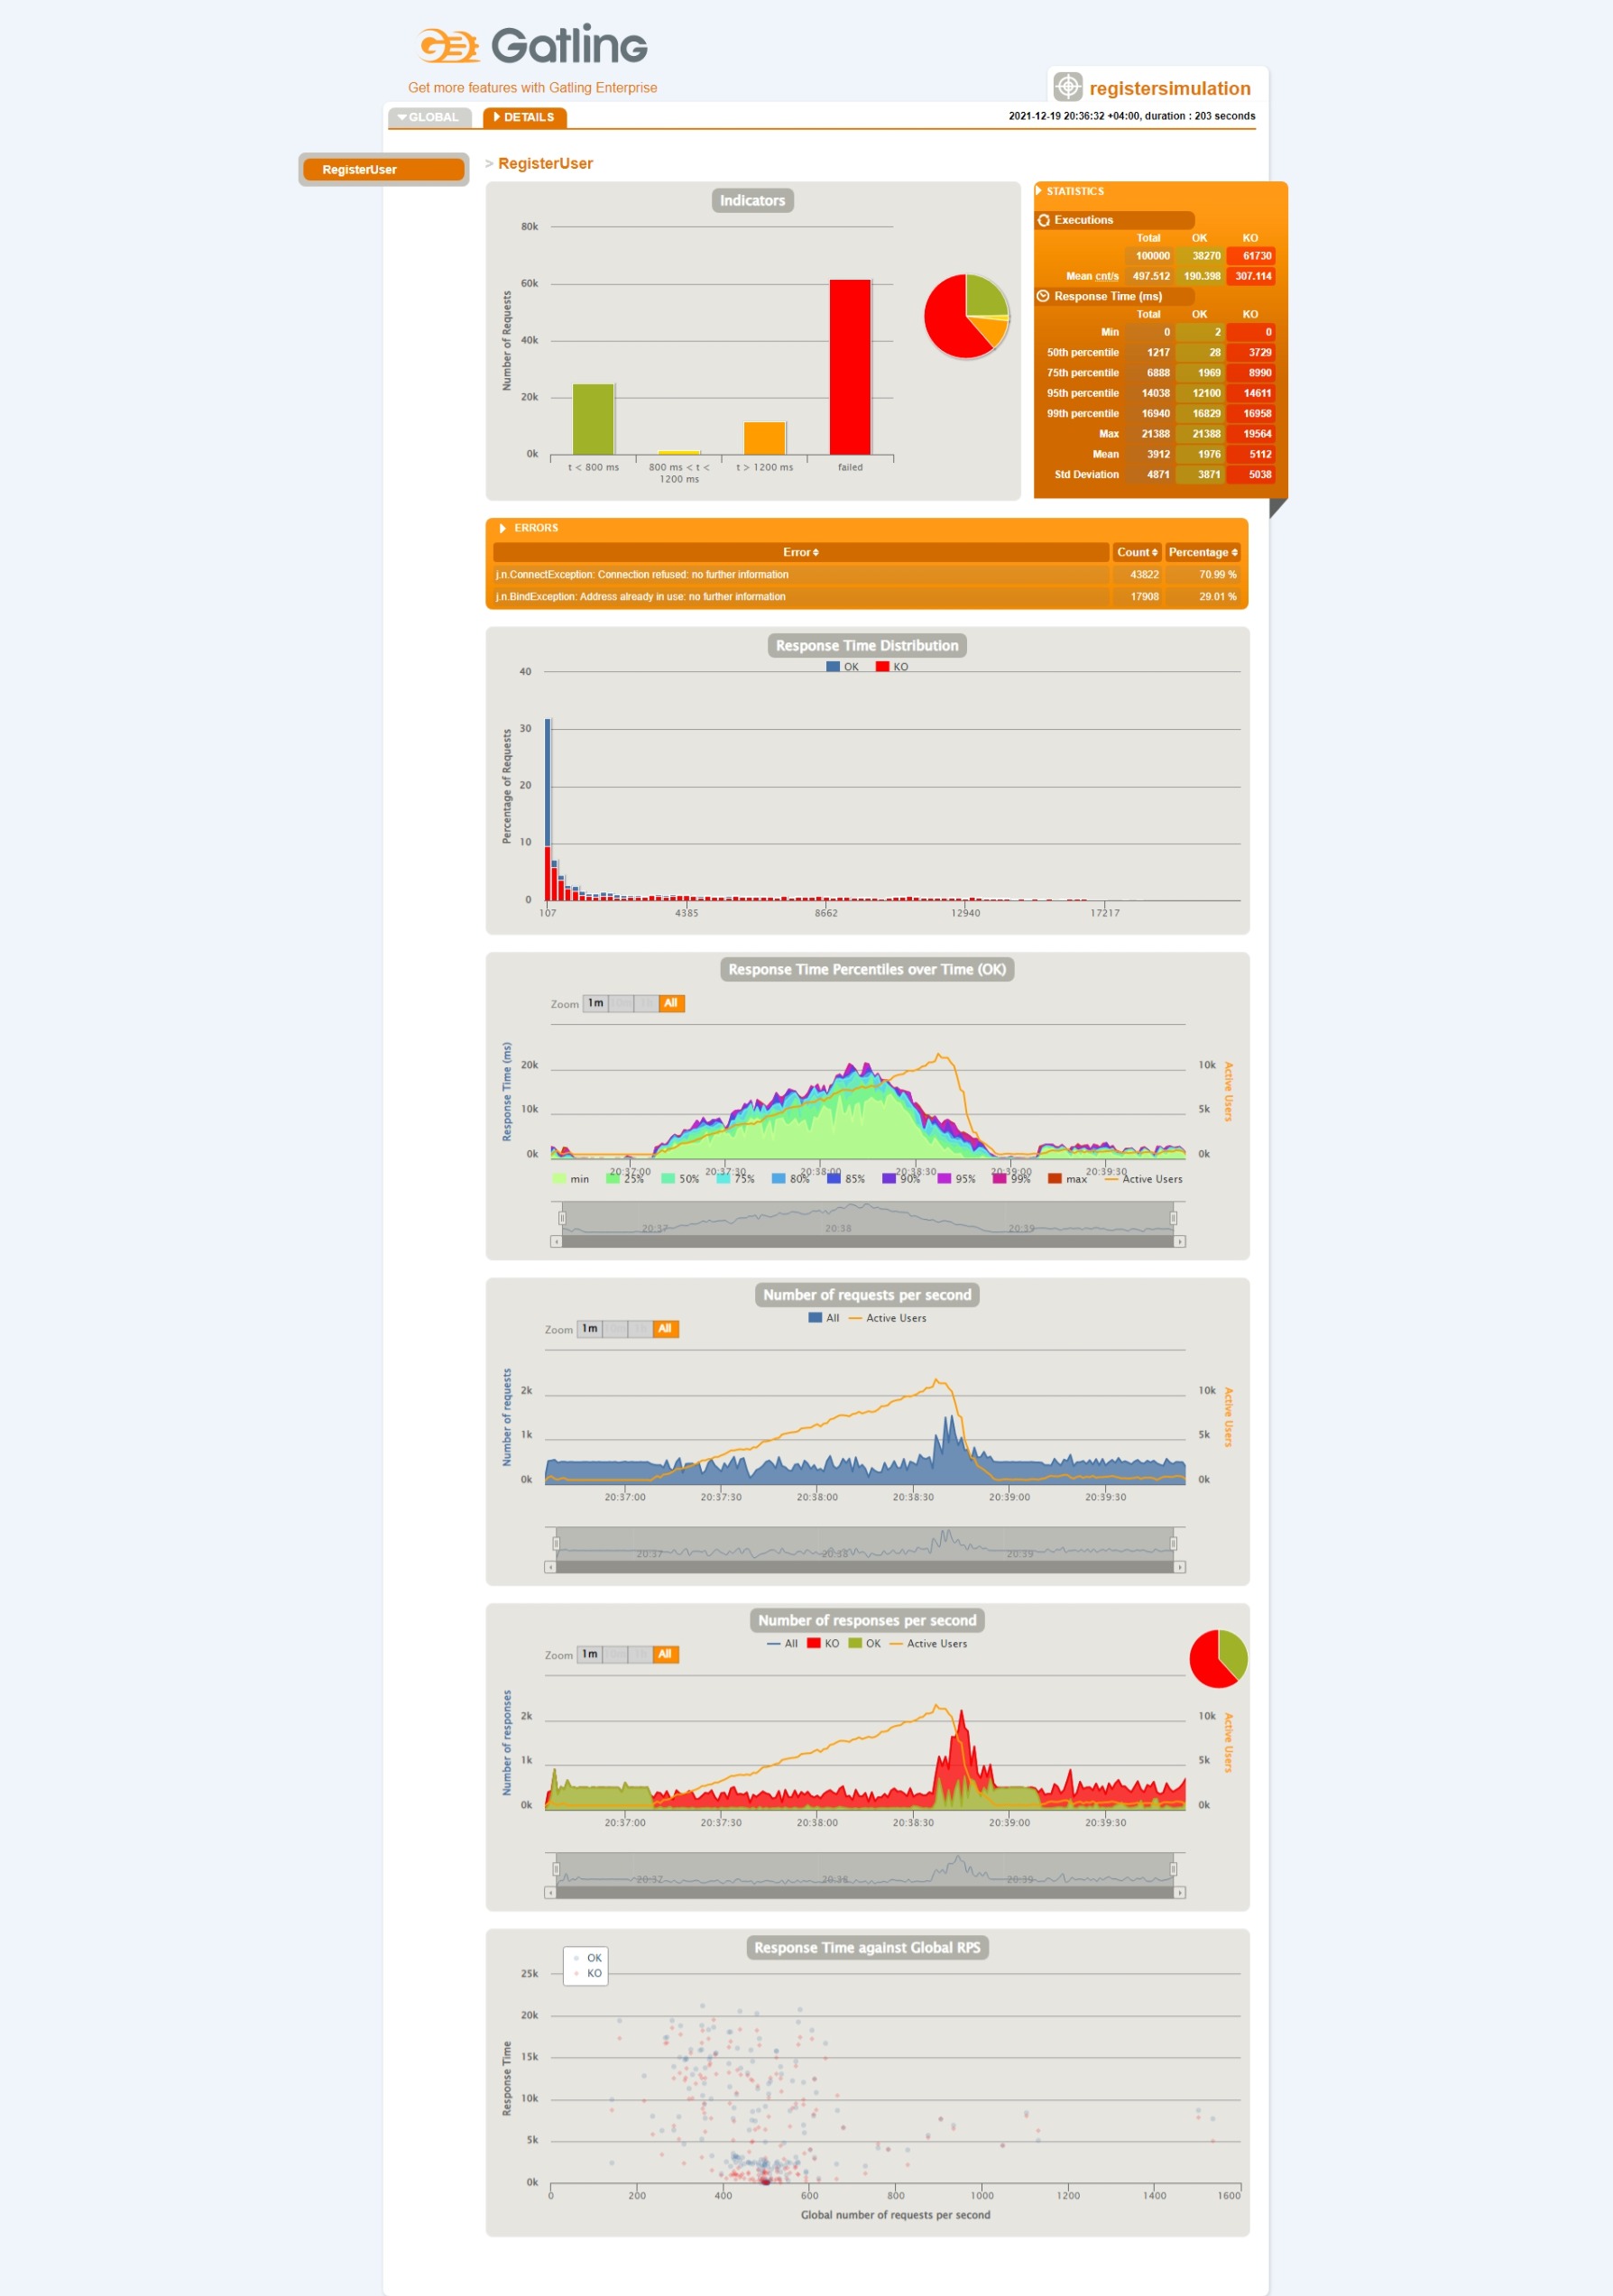 Gatling
Get more features with Gatling Enterprise
registersimulation
GLOBAL
DETAILS
2021-12-19 20:36:32 +04:00, duration : 203 seconds
RegisterUser
> RegisterUser
Indicators
Number of Requests
80k
60k
40k
20k
0k
t < 800 ms
800 ms < t < 1200 ms
t > 1200 ms
failed
STATISTICS
Executions
Total OK KO
100000 38270 61730
Mean cnt/s 497.512 190.398 307.114
Response Time (ms)
Total OK KO
Min 0 2 0
50th percentile 1217 28 3729
75th percentile 6888 1969 8990
95th percentile 14038 12100 14611
99th percentile 16940 16829 16958
Max 21388 21388 19564
Mean 3912 1976 5112
Std Deviation 4871 3871 5038
ERRORS
Error Count Percentage
j.n.ConnectException: Connection refused: no further information 43822 70.99 %
j.n.BindException: Address already in use: no further information 17908 29.01 %
Response Time Distribution
OK KO
Percentage of Requests
40
30
20
10
0
107 4385 8662 12940 17217
Response Time Percentiles over Time (OK)
Zoom 1m All
Response Time (ms)
20k
10k
0k
Active Users
10k
5k
0k
20:37:00 20:37:30 20:38:00 20:38:30 20:39:00 20:39:30
min 25% 50% 75% 80% 85% 90% 95% 99% max Active Users
20:37 20:38 20:39
Number of requests per second
All Active Users
Zoom 1m All
Number of requests
2k
1k
0k
Active Users
10k
5k
0k
20:37:00 20:37:30 20:38:00 20:38:30 20:39:00 20:39:30
20:37 20:38 20:39
Number of responses per second
All KO OK Active Users
Zoom 1m All
Number of responses
2k
1k
0k
Active Users
10k
5k
0k
20:37:00 20:37:30 20:38:00 20:38:30 20:39:00 20:39:30
20:37 20:38 20:39
Response Time against Global RPS
OK
KO
Response Time
25k
20k
15k
10k
5k
0k
0 200 400 600 800 1000 1200 1400 1600
Global number of requests per second